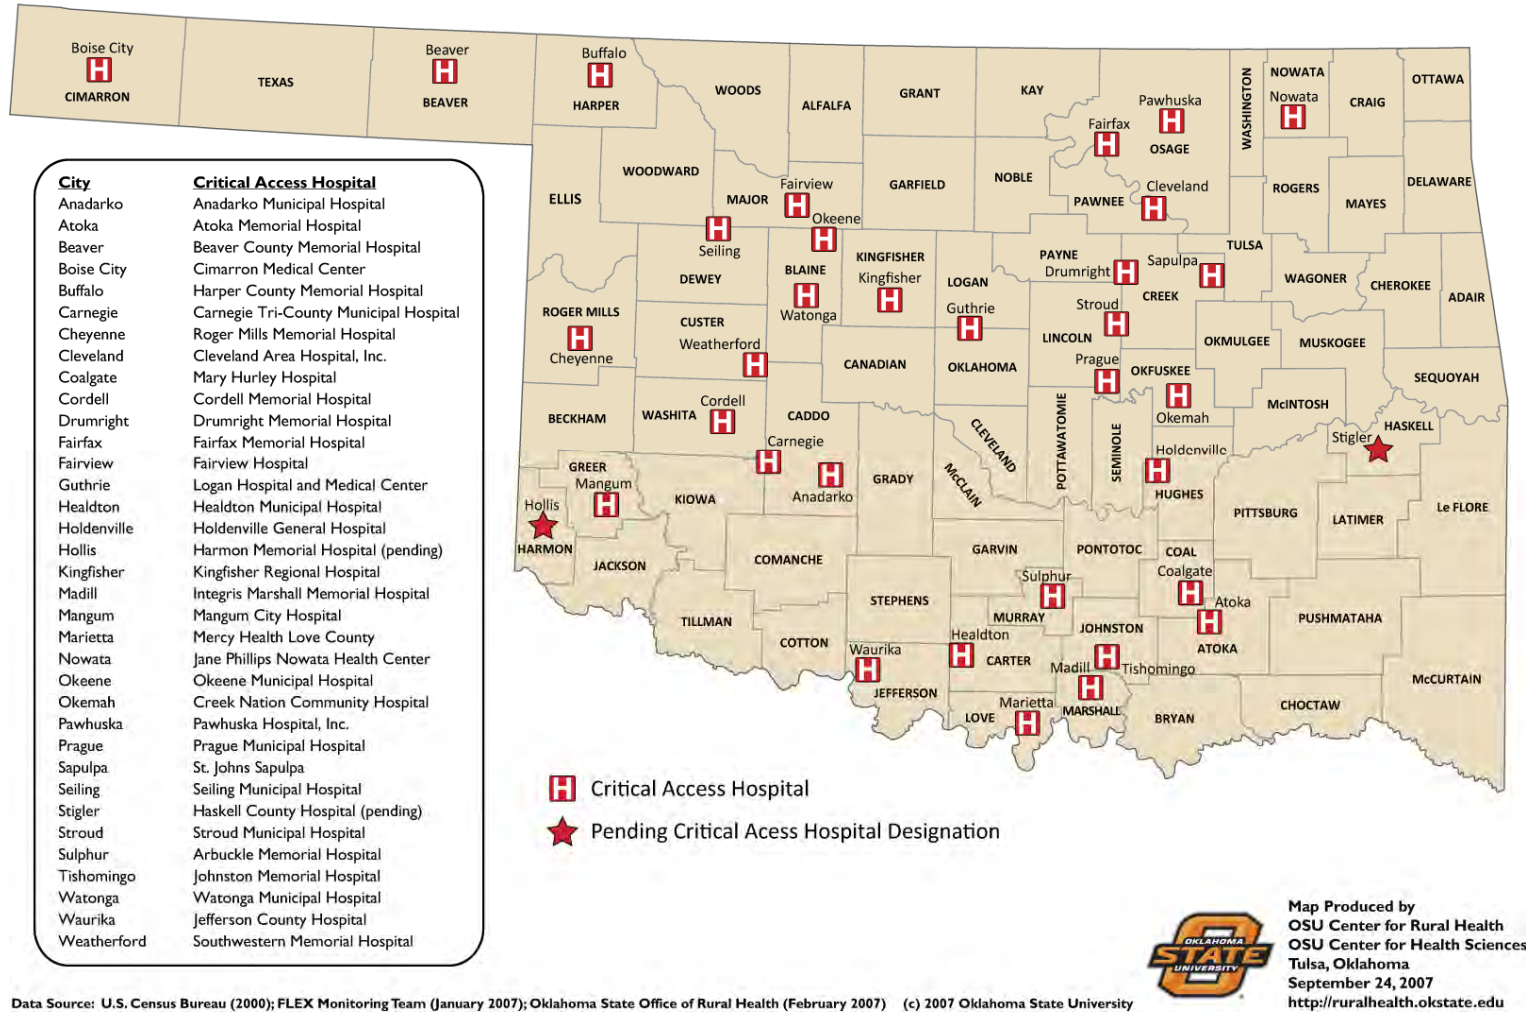 Boise City
CIMARRON
TEXAS
Beaver
BEAVER
Buffalo
HARPER
WOODS
ALFALFA
GRANT
KAY
Pawhuska
Fairfax
OSAGE
WASHINGTON
NOWATA
Nowata
CRAIG
OTTAWA
ELLIS
WOODWARD
MAJOR
Fairview
Okeene
Seiling
GARFIELD
NOBLE
PAWNEE
Cleveland
ROGERS
MAYES
DELAWARE
DEWEY
BLAINE
Watonga
KINGFISHER
Kingfisher
LOGAN
Guthrie
PAYNE
Drumright
Sapulpa
TULSA
CREEK
WAGONER
CHEROKEE
ADAIR
ROGER MILLS
Cheyenne
CUSTER
Weatherford
CANADIAN
OKLAHOMA
Stroud
LINCOLN
Prague
OKFUSKEE
Okemah
OKMULGEE
MUSKOGEE
SEQUOYAH
BECKHAM
WASHITA
Cordell
CADDO
Carnegie
Anadarko
GRADY
CLEVELAND
McCLAIN
POTTAWATOMIE
SEMINOLE
Holdenville
HUGHES
McINTOSH
Stigler
HASKELL
GREER
Mangum
Hollis
HARMON
KIOWA
JACKSON
COMANCHE
GARVIN
PONTOTOC
COAL
Coalgate
PITTSBURG
LATIMER
Le FLORE
TILLMAN
COTTON
STEPHENS
Sulphur
MURRAY
JOHNSTON
Atoka
ATOKA
PUSHMATAHA
Waurika
JEFFERSON
Healdton
CARTER
Madill
Tishomingo
Marietta
LOVE
MARSHALL
BRYAN
CHOCTAW
McCURTAIN
City Critical Access Hospital
Anadarko Anadarko Municipal Hospital
Atoka Atoka Memorial Hospital
Beaver Beaver County Memorial Hospital
Boise City Cimarron Medical Center
Buffalo Harper County Memorial Hospital
Carnegie Carnegie Tri-County Municipal Hospital
Cheyenne Roger Mills Memorial Hospital
Cleveland Cleveland Area Hospital, Inc.
Coalgate Mary Hurley Hospital
Cordell Cordell Memorial Hospital
Drumright Drumright Memorial Hospital
Fairfax Fairfax Memorial Hospital
Fairview Fairview Hospital
Guthrie Logan Hospital and Medical Center
Healdton Healdton Municipal Hospital
Holdenville Holdenville General Hospital
Hollis Harmon Memorial Hospital (pending)
Kingfisher Kingfisher Regional Hospital
Madill Integris Marshall Memorial Hospital
Mangum Mangum City Hospital
Marietta Mercy Health Love County
Nowata Jane Phillips Nowata Health Center
Okeene Okeene Municipal Hospital
Okemah Creek Nation Community Hospital
Pawhuska Pawhuska Hospital, Inc.
Prague Prague Municipal Hospital
Sapulpa St. Johns Sapulpa
Seiling Seiling Municipal Hospital
Stigler Haskell County Hospital (pending)
Stroud Stroud Municipal Hospital
Sulphur Arbuckle Memorial Hospital
Tishomingo Johnston Memorial Hospital
Watonga Watonga Municipal Hospital
Waurika Jefferson County Hospital
Weatherford Southwestern Memorial Hospital
H Critical Access Hospital
Pending Critical Acess Hospital Designation
OKLAHOMA
STATE
UNIVERSITY
Map Produced by
OSU Center for Rural Health
OSU Center for Health Sciences
Tulsa, Oklahoma
September 24, 2007
http://ruralhealth.okstate.edu
Data Source: U.S. Census Bureau (2000); FLEX Monitoring Team (January 2007); Oklahoma State Office of Rural Health (February 2007) (c) 2007 Oklahoma State University